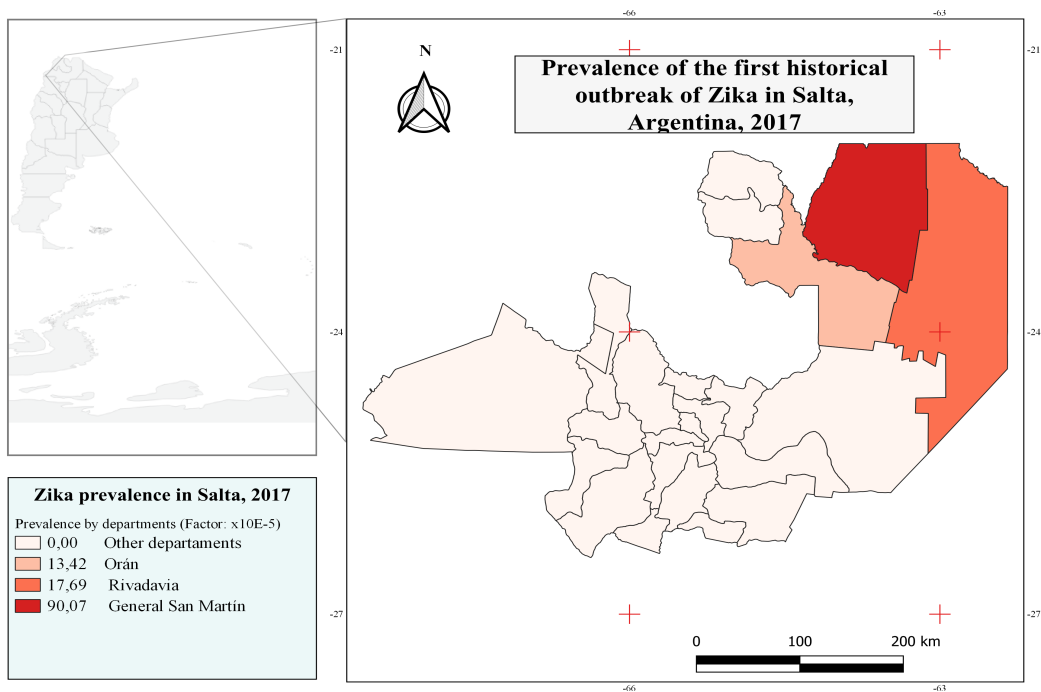 -66
-63
-21
-21
N
Prevalence of the first historical
outbreak of Zika in Salta,
Argentina, 2017
-24
-24
Zika prevalence in Salta, 2017
Prevalence by departments (Factor: x10E-5)
0,00 Other departaments
13,42 Orán
17,69 Rivadavia
90,07 General San Martín
-27
-27
0 100 200 km
-66
-63